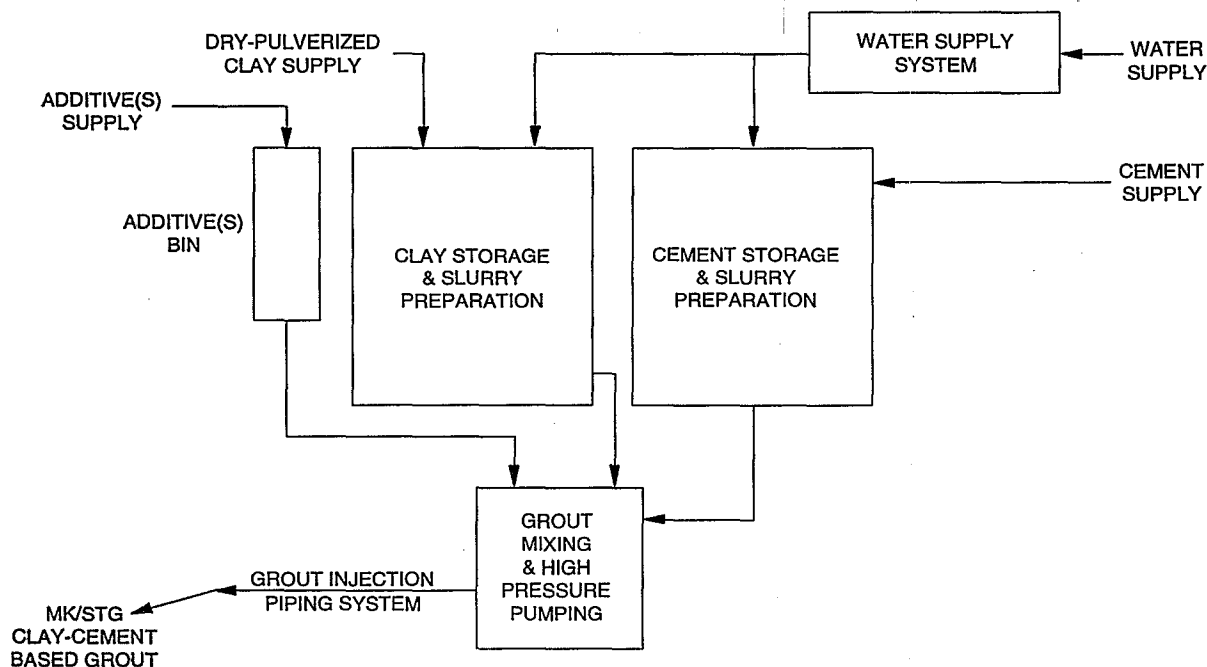 DRY-PULVERIZED
CLAY SUPPLY
WATER SUPPLY
SYSTEM
WATER
SUPPLY
ADDITIVE(S)
SUPPLY
CEMENT
SUPPLY
ADDITIVE(S)
BIN
CLAY STORAGE
& SLURRY
PREPARATION
CEMENT STORAGE
& SLURRY
PREPARATION
GROUT
MIXING
& HIGH
PRESSURE
PUMPING
GROUT INJECTION
PIPING SYSTEM
MK/STG
CLAY-CEMENT
BASED GROUT